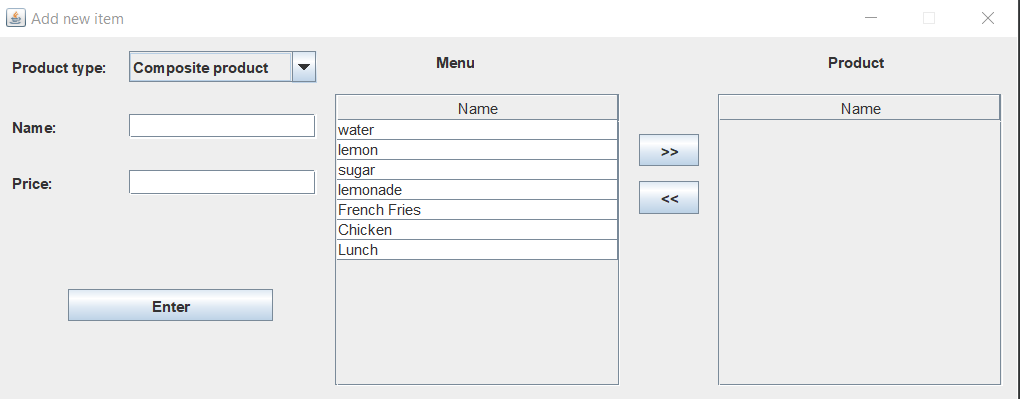 Add new item
Product type:
Composite product
Name:
Price:
Enter
Menu
Name
water
lemon
sugar
lemonade
French Fries
Chicken
Lunch
>>
<<
Product
Name